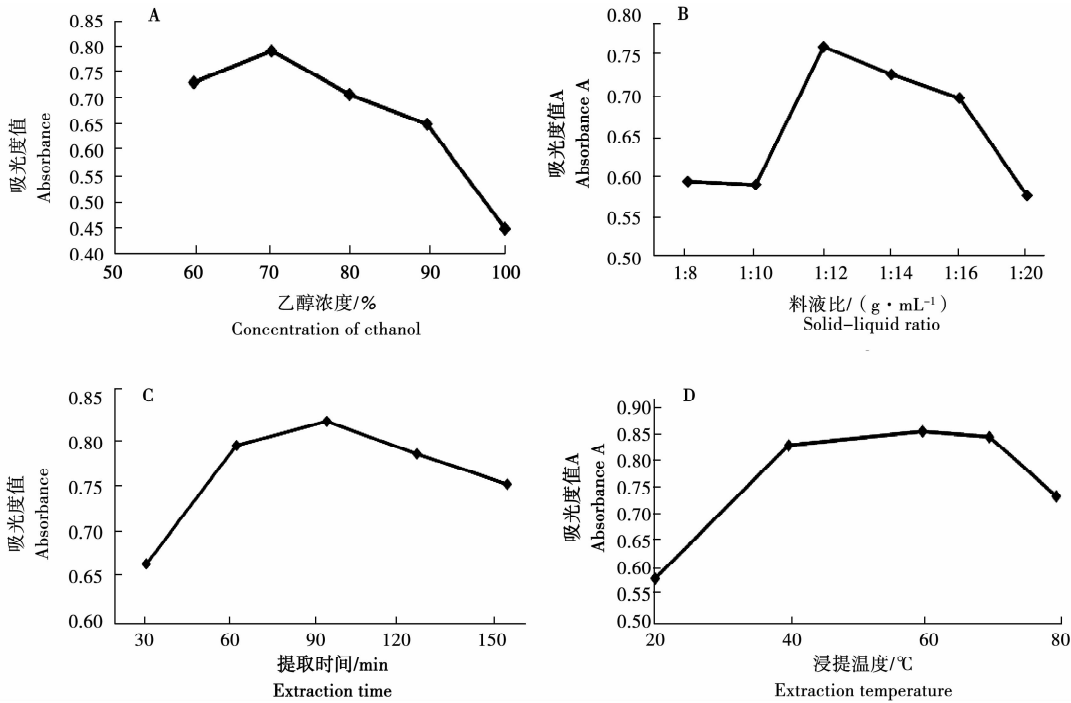 A
0.85
0.80
0.75
0.70
0.65
0.60
0.55
0.50
0.45
0.40
吸光度值
Absorbance
50 60 70 80 90 100
乙醇浓度/%
Concentration of ethanol
B
0.80
0.75
0.70
0.65
0.60
0.55
0.50
吸光度值A
Absorbance A
1:8 1:10 1:12 1:14 1:16 1:20
料液比/（g·mL⁻¹）
Solid-liquid ratio
C
0.85
0.80
0.75
0.70
0.65
0.60
吸光度值
Absorbance
30 60 90 120 150
提取时间/min
Extraction time
D
0.90
0.85
0.80
0.75
0.70
0.65
0.60
0.55
0.50
吸光度值A
Absorbance A
20 40 60 80
浸提温度/℃
Extraction temperature